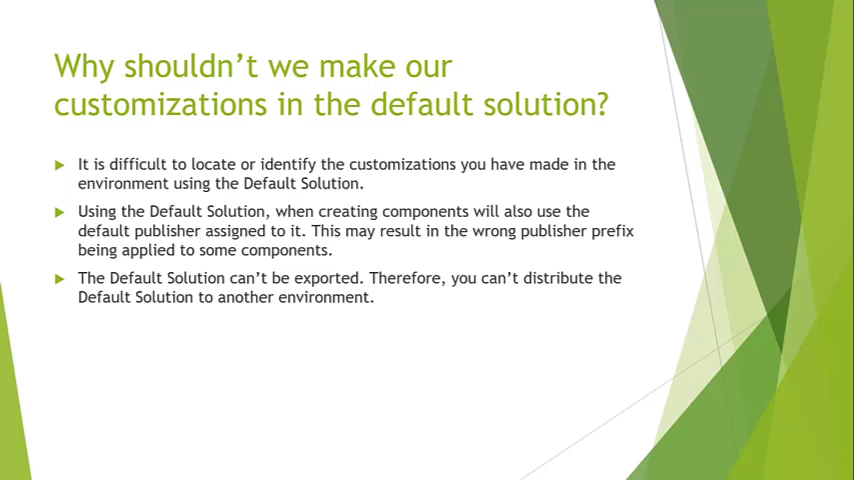 Why shouldn’t we make our
customizations in the default solution?
It is difficult to locate or identify the customizations you have made in the
environment using the Default Solution.
Using the Default Solution, when creating components will also use the
default publisher assigned to it. This may result in the wrong publisher prefix
being applied to some components.
The Default Solution can’t be exported. Therefore, you can’t distribute the
Default Solution to another environment.